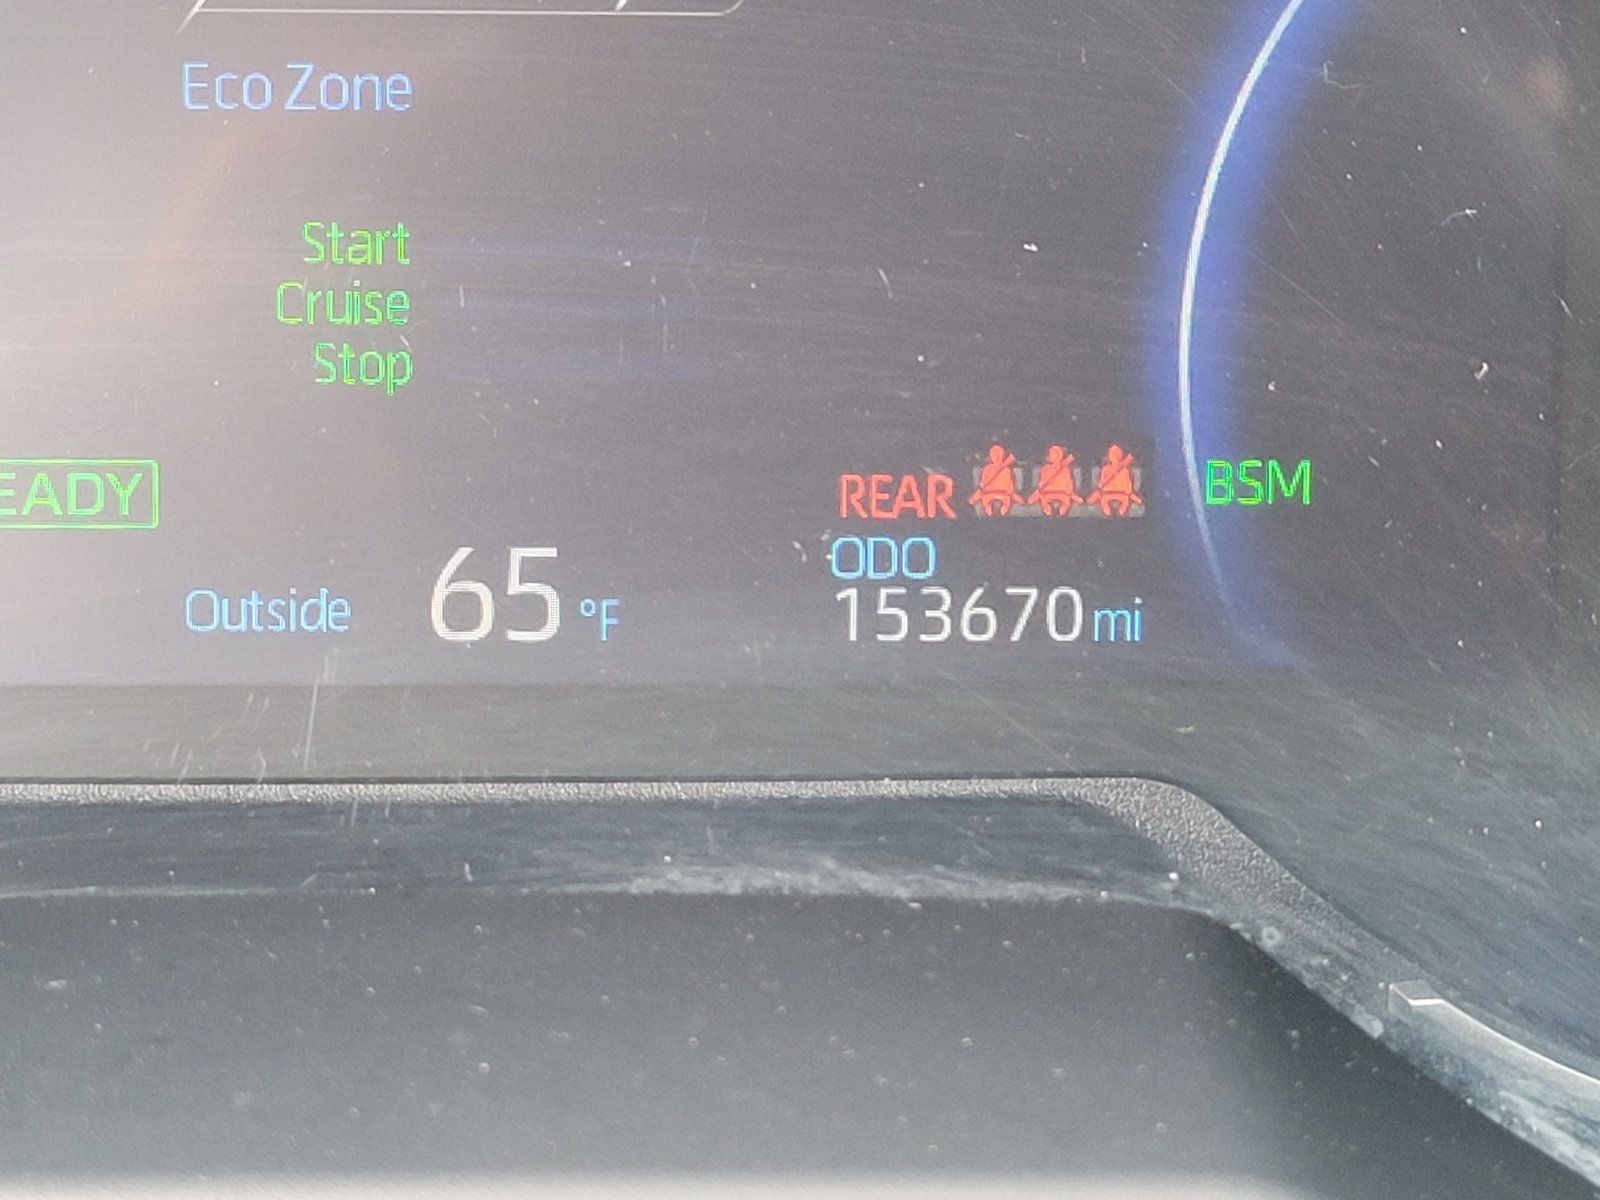 Eco Zone
Start
Cruise
Stop
EADY
REAR
BSM
ODO
Outside 65 °F
153670 mi